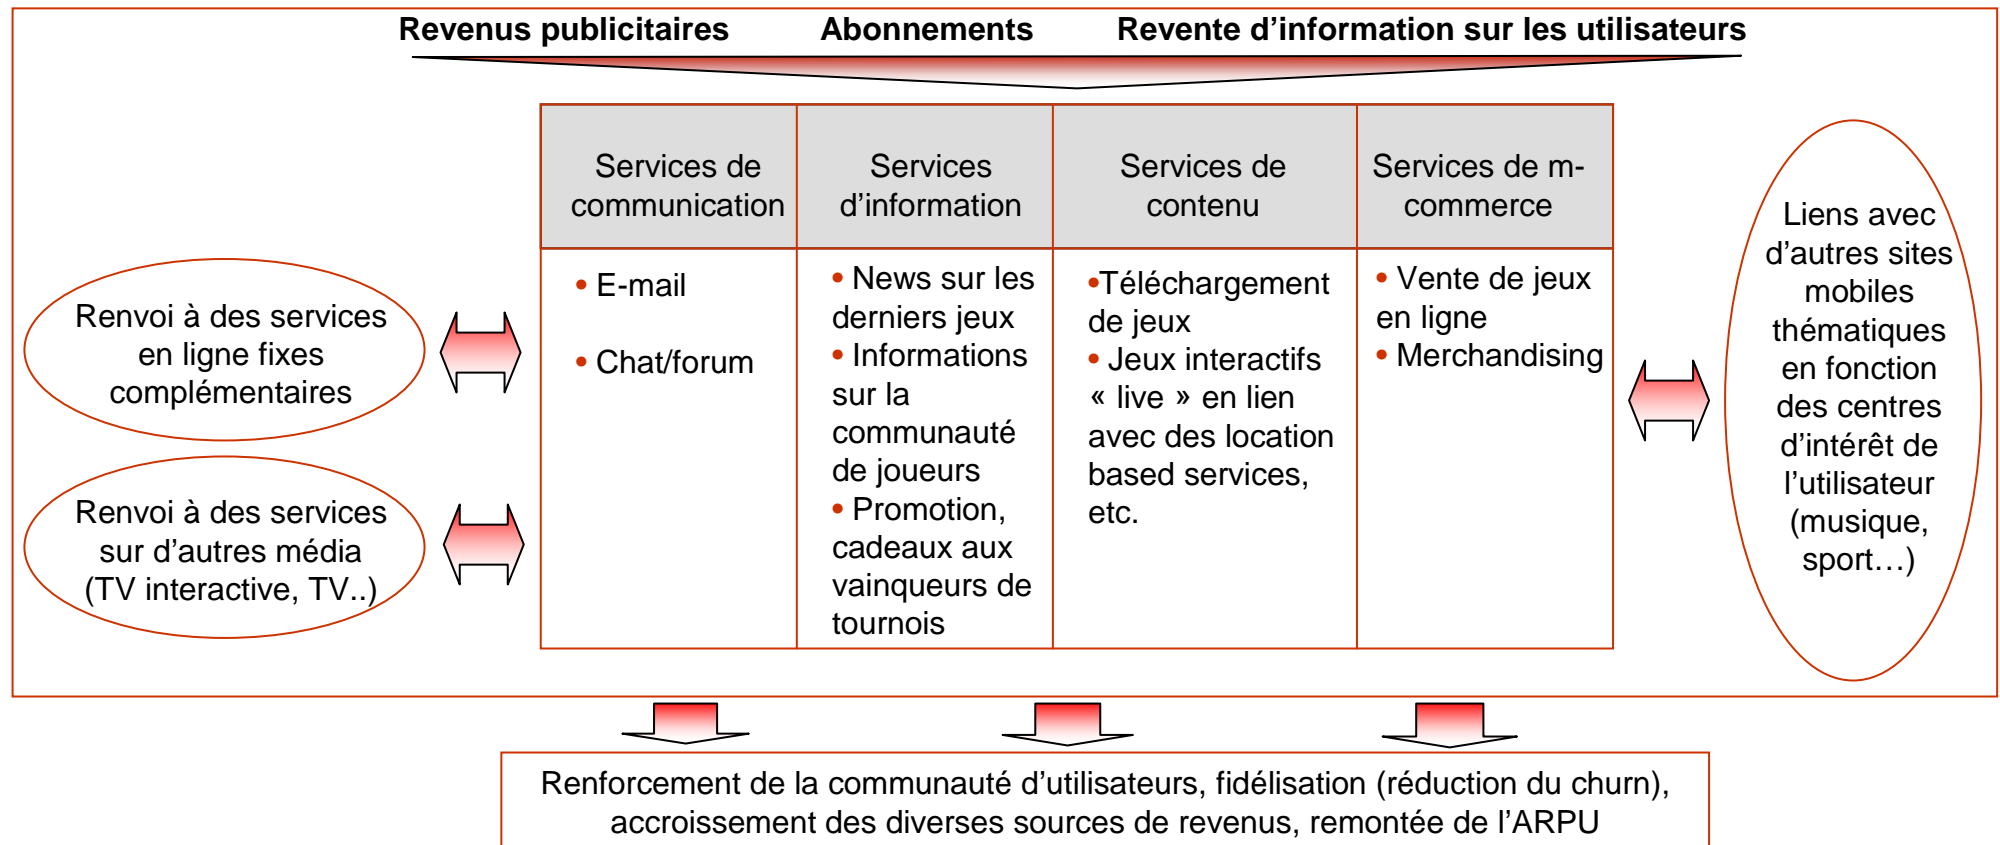 Revenus publicitaires Abonnements Revente d’information sur les utilisateurs
Services de
communication
Services
d’information
Services de
contenu
Services de m-
commerce
• E-mail
• Chat/forum
• News sur les
derniers jeux
• Informations
sur la
communauté
de joueurs
• Promotion,
cadeaux aux
vainqueurs de
tournois
•Téléchargement
de jeux
• Jeux interactifs
« live » en lien
avec des location
based services,
etc.
• Vente de jeux
en ligne
• Merchandising
Renvoi à des services
en ligne fixes
complémentaires
Renvoi à des services
sur d’autres média
(TV interactive, TV..)
Liens avec
d’autres sites
mobiles
thématiques
en fonction
des centres
d’intérêt de
l’utilisateur
(musique,
sport…)
Renforcement de la communauté d’utilisateurs, fidélisation (réduction du churn),
accroissement des diverses sources de revenus, remontée de l’ARPU